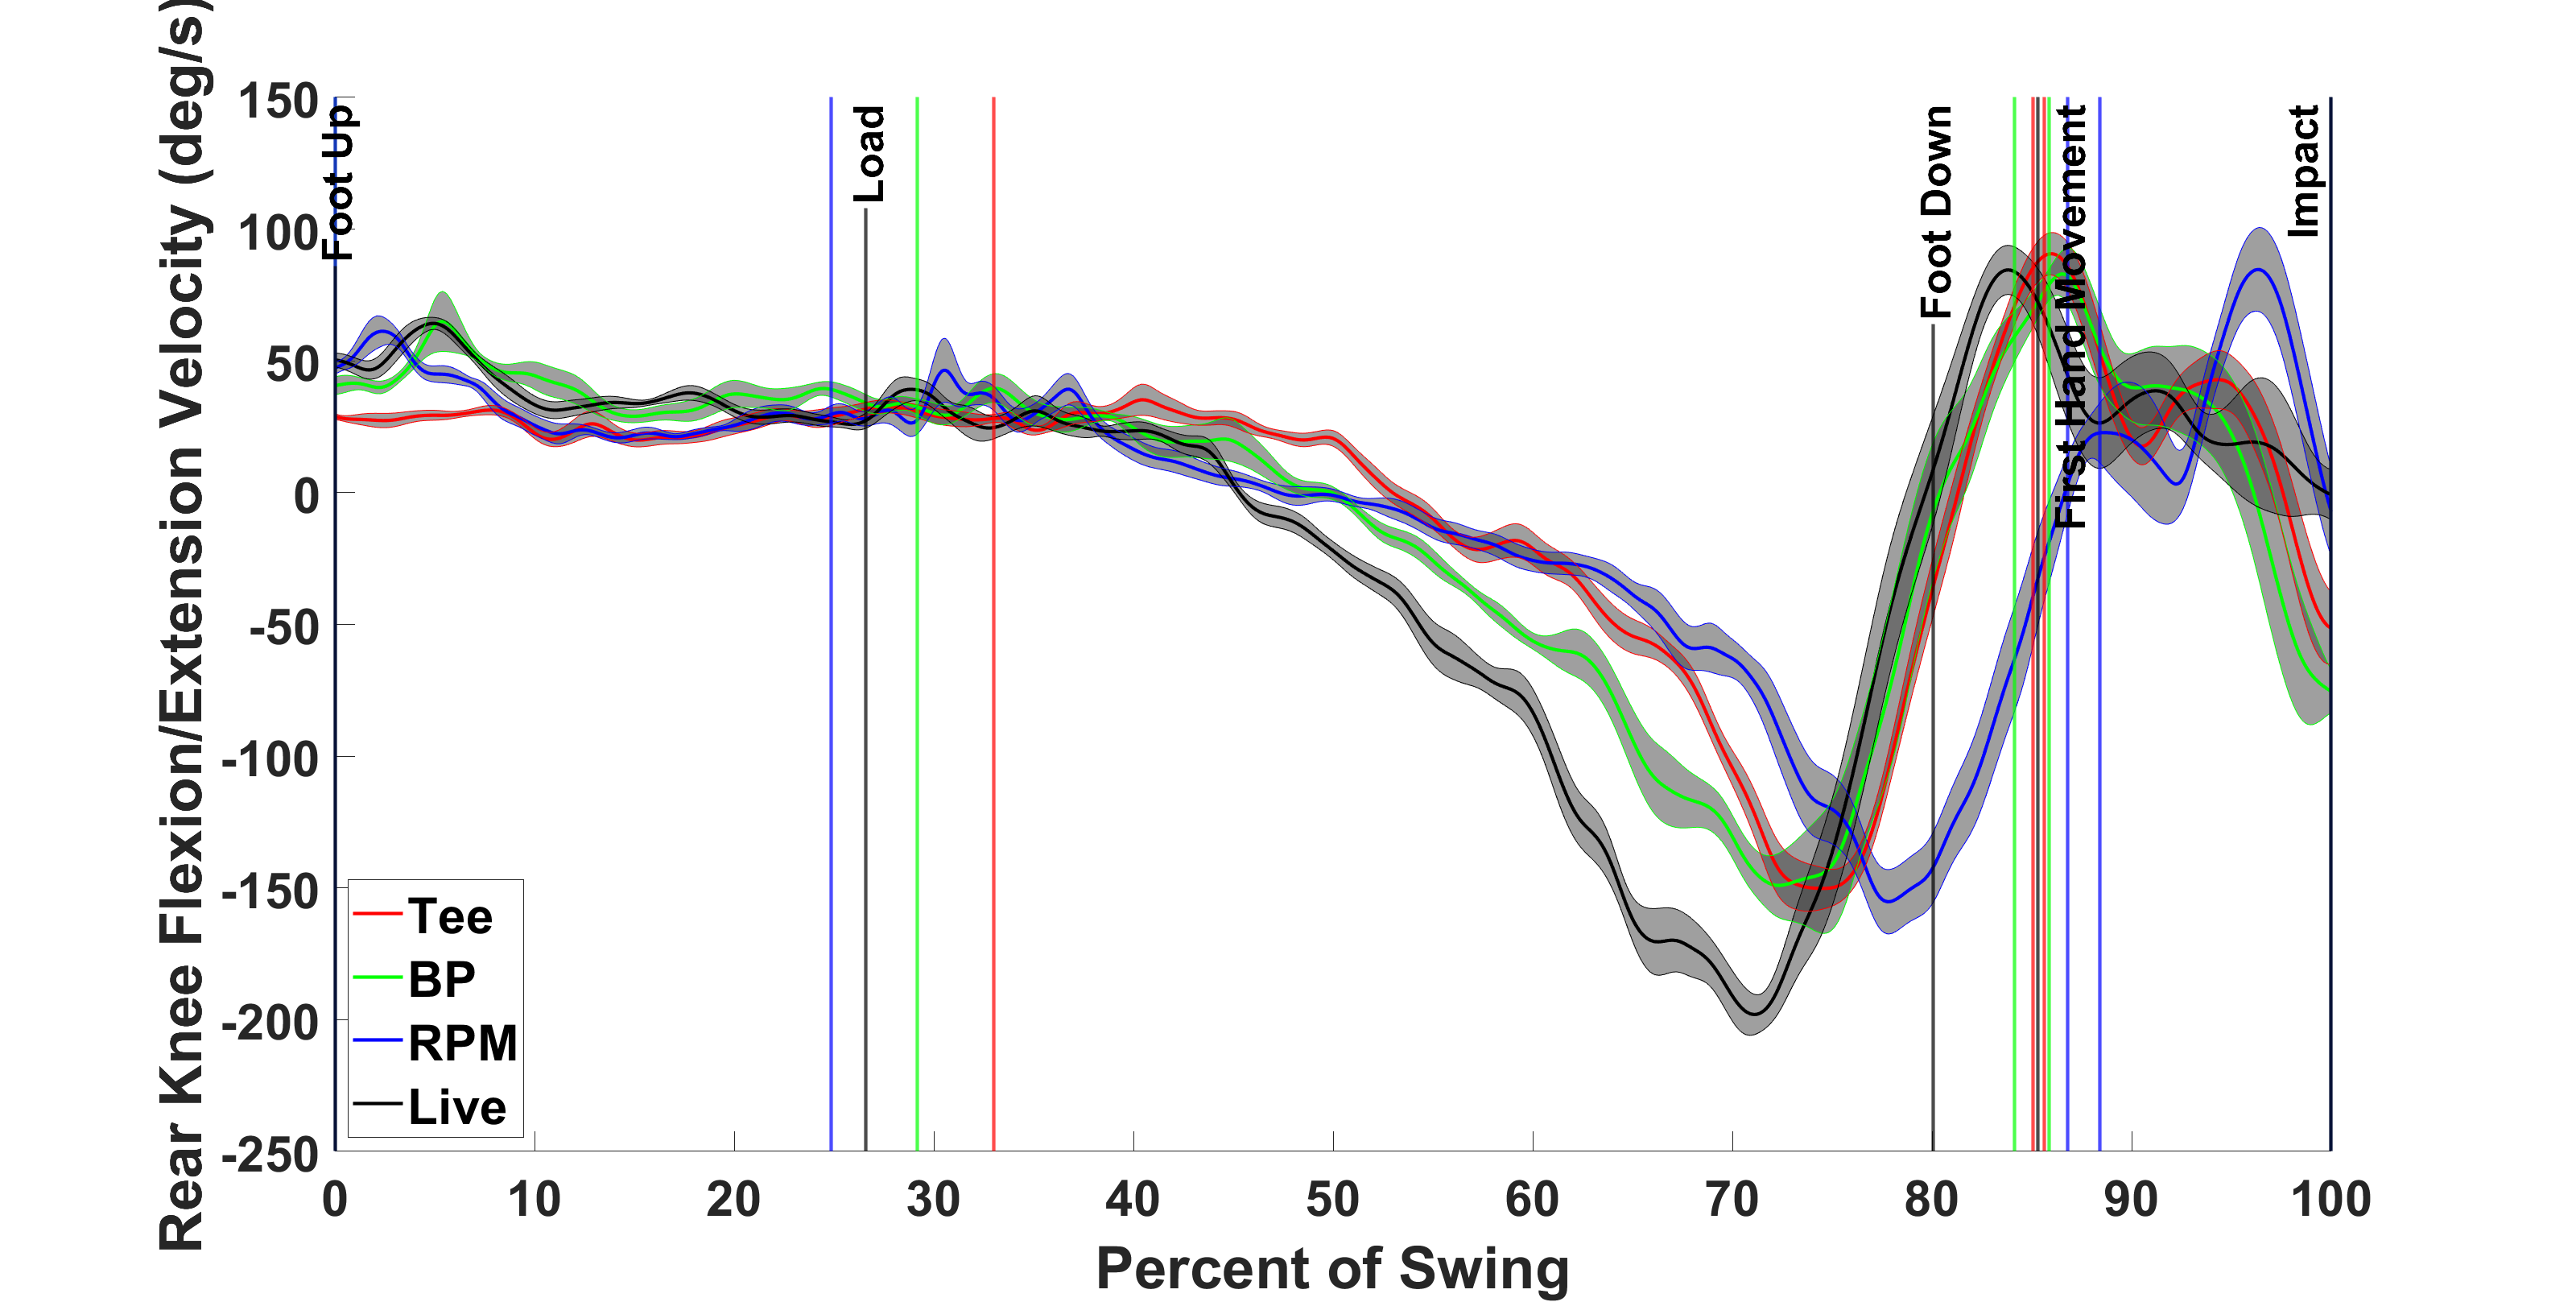 Rear Knee Flexion/Extension Velocity (deg/s)
150
100
50
0
-50
-100
-150
-200
-250
Foot Up
Load
Foot Down
First Hand Movement
Impact
Tee
BP
RPM
Live
0 10 20 30 40 50 60 70 80 90 100
Percent of Swing